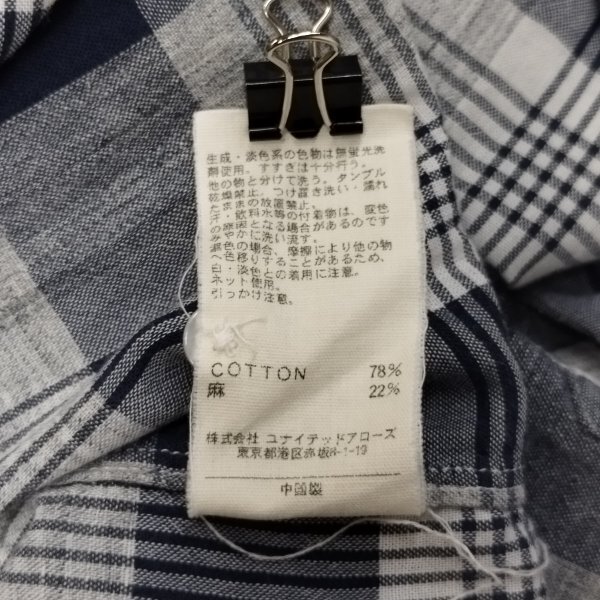 生成・淡色系の色物は無蛍光洗
剤使用。すすぎは十分行う。
他の物と分けて洗う。タンブル
乾燥禁止。つけ置き洗い・濡れ
たままの放置禁止。
汗・飲料水等の付着物は、変色
の原因となる場合があるので
すみやかに洗い流す。
濃色の場合、摩擦により他の物
へ色移りすることがあるため、
白・淡色との着用に注意。
ネット使用。
引っかけ注意。
COTTON 78%
麻 22%
株式会社 ユナイテッドアローズ
東京都港区赤坂8-1-19
中国製